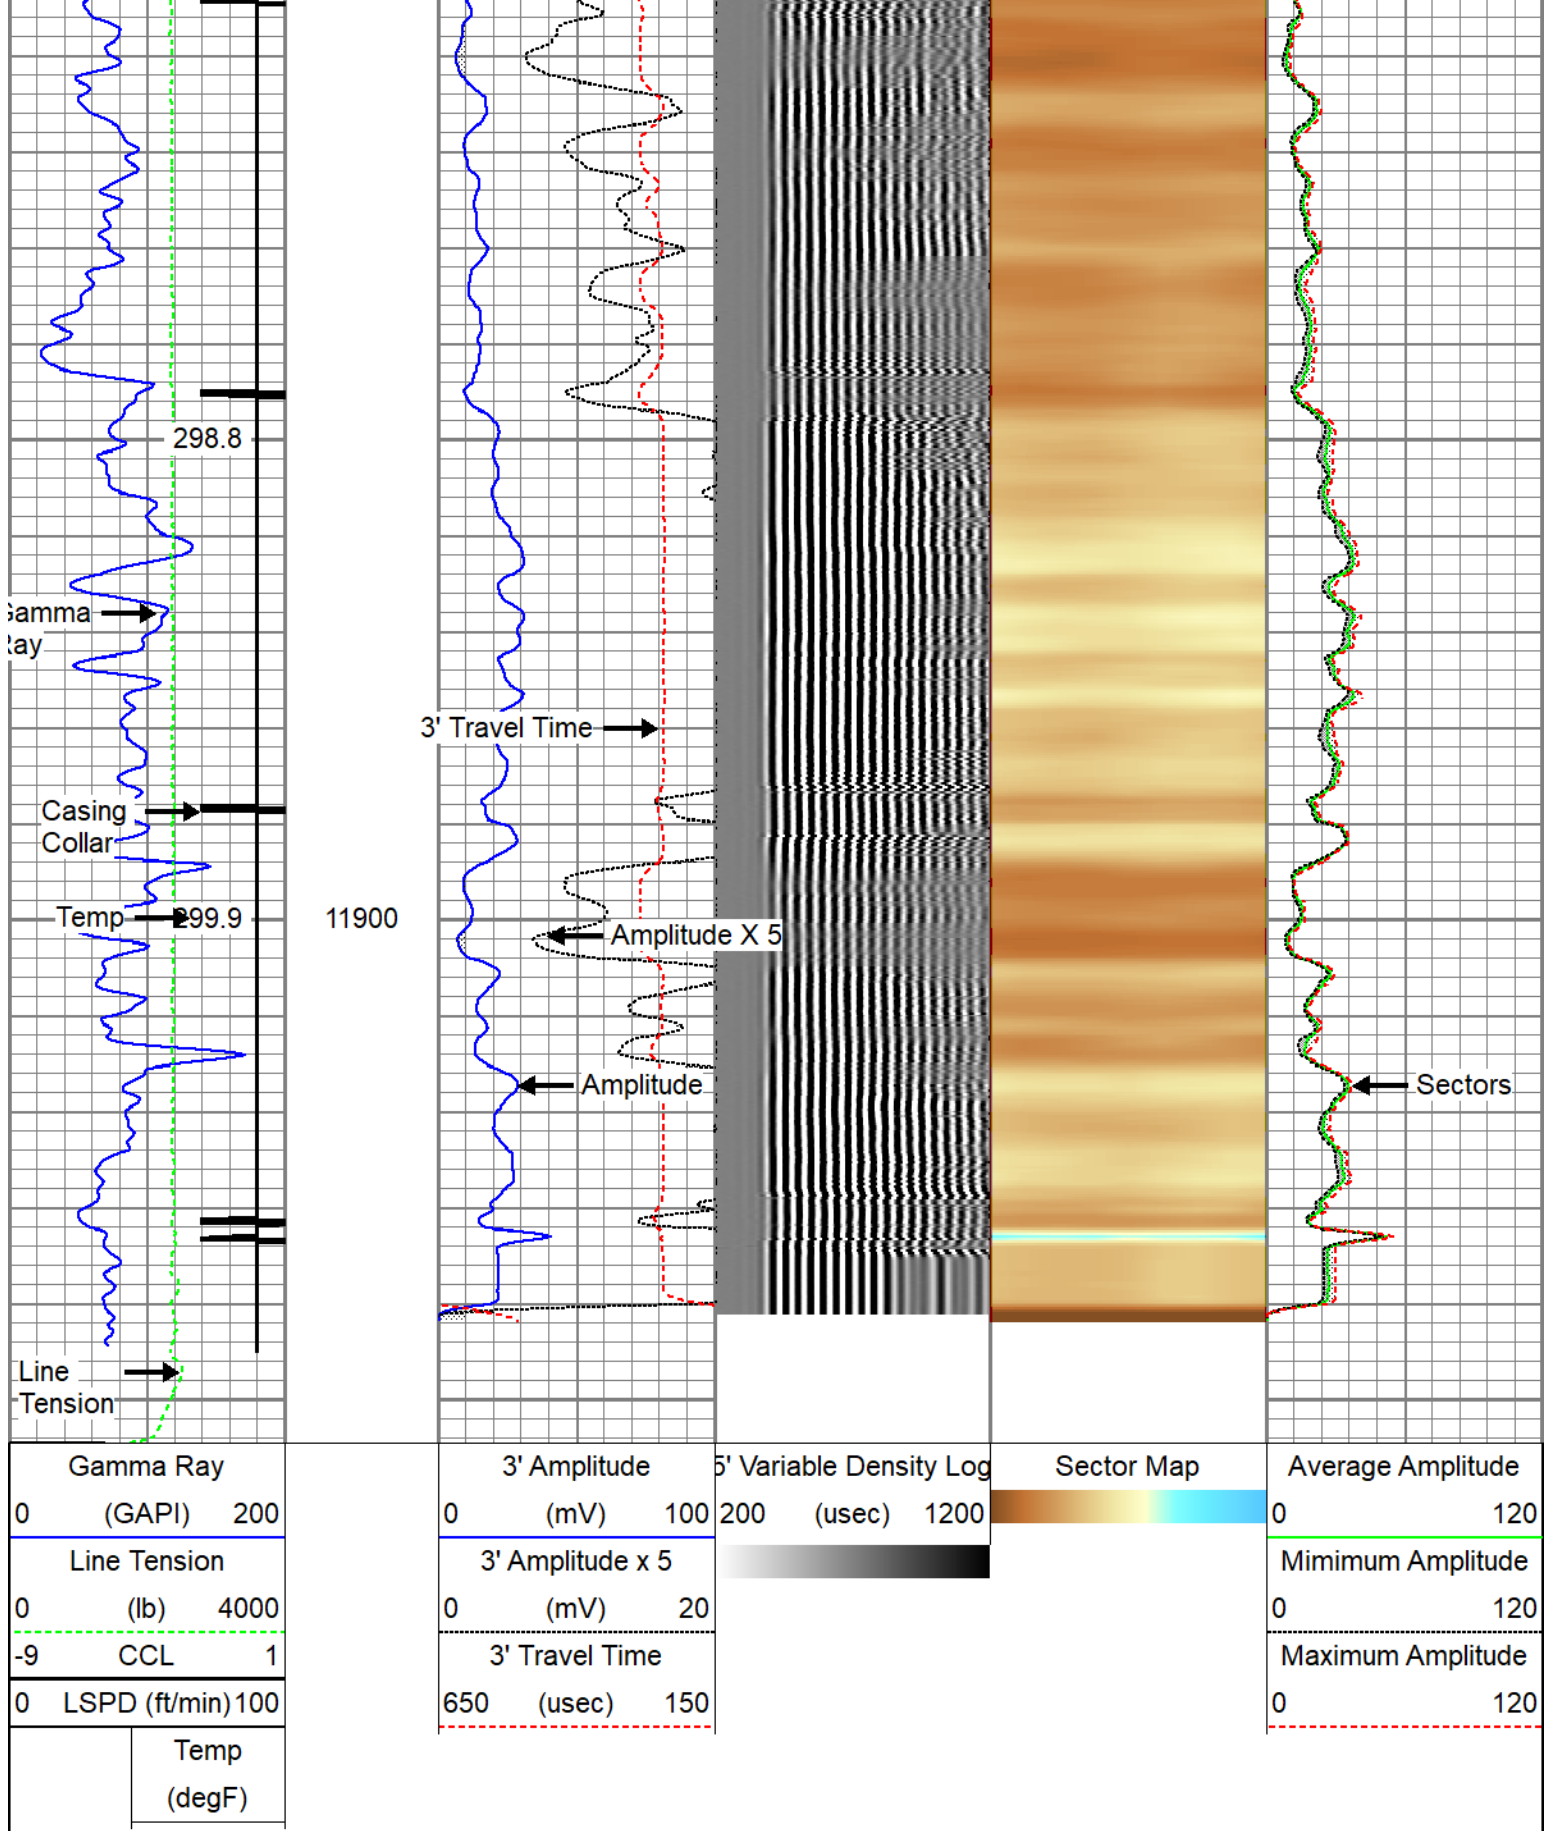 298.8
Gamma
Ray
3' Travel Time
Casing
Collar
Temp
299.9
11900
Amplitude X 5
Amplitude
Sectors
Line
Tension
Gamma Ray
0 (GAPI) 200
Line Tension
0 (lb) 4000
-9 CCL 1
0 LSPD (ft/min) 100
Temp
(degF)
3' Amplitude
0 (mV) 100
3' Amplitude x 5
0 (mV) 20
3' Travel Time
650 (usec) 150
5' Variable Density Log
200 (usec) 1200
Sector Map
Average Amplitude
0 120
Mimimum Amplitude
0 120
Maximum Amplitude
0 120